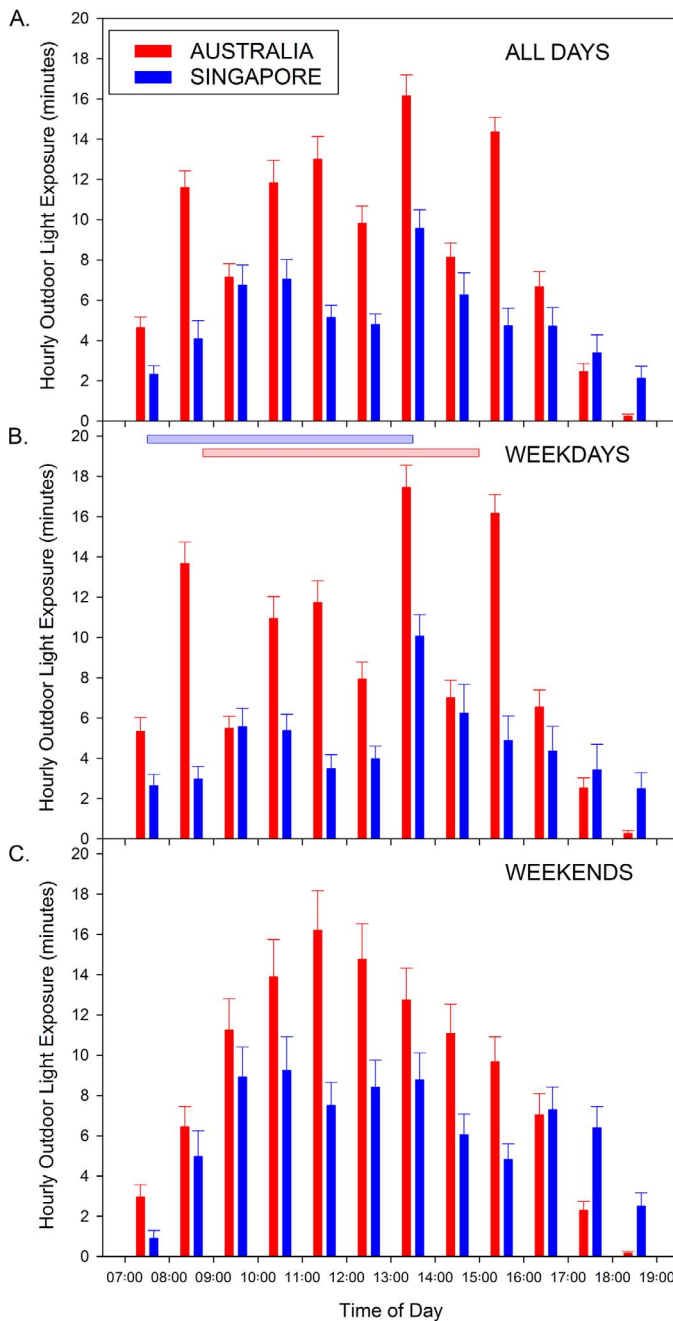 A.
20
18
16
14
12
10
8
6
4
2
0
Hourly Outdoor Light Exposure (minutes)
AUSTRALIA
SINGAPORE
ALL DAYS
B.
20
18
16
14
12
10
8
6
4
2
0
Hourly Outdoor Light Exposure (minutes)
WEEKDAYS
C.
20
18
16
14
12
10
8
6
4
2
0
Hourly Outdoor Light Exposure (minutes)
WEEKENDS
07:00 08:00 09:00 10:00 11:00 12:00 13:00 14:00 15:00 16:00 17:00 18:00 19:00
Time of Day